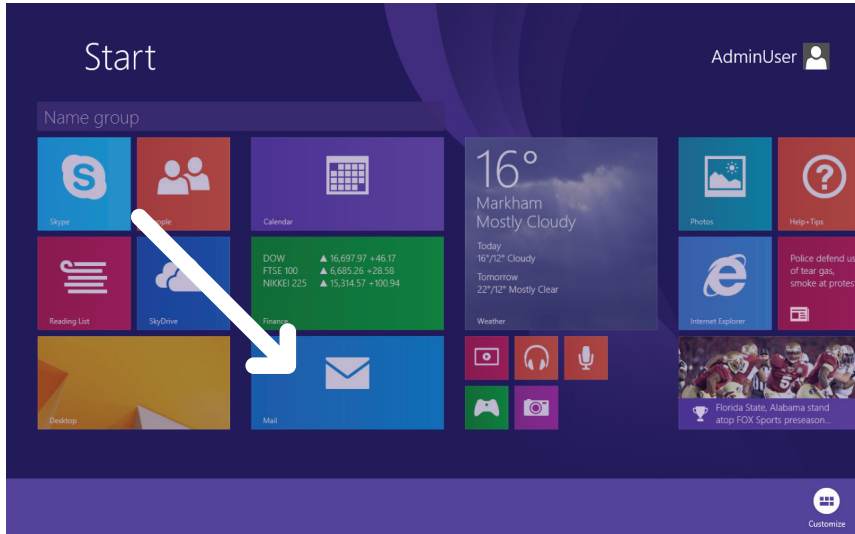 Start
AdminUser
Name group
Skype
Calendar
16°
Markham
Mostly Cloudy
Today
16°/12° Cloudy
Tomorrow
22°/12° Mostly Clear
Weather
Photos
Help+Tips
Reading List
SkyDrive
DOW ▲ 16,697.97 +46.17
FTSE 100 ▲ 6,685.26 +28.58
NIKKEI 225 ▲ 15,314.57 +100.94
Finance
Internet Explorer
Police defend us
of tear gas,
smoke at protes
Desktop
Mail
Florida State, Alabama stand
atop FOX Sports preseason...
Customize